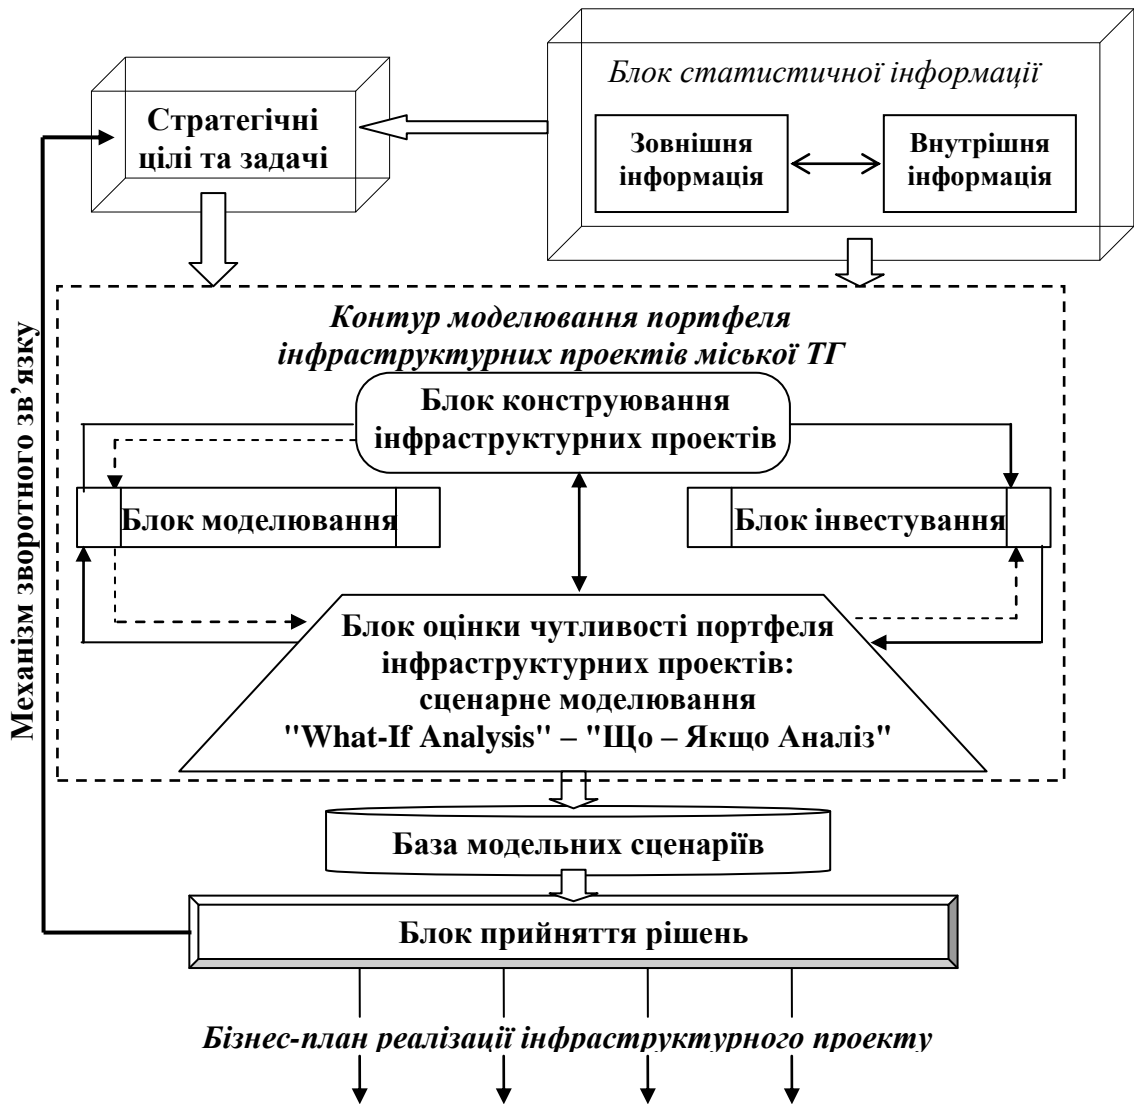 Блок статистичної інформації
Стратегічні
цілі та задачі
Зовнішня
інформація
Внутрішня
інформація
Механізм зворотного зв’язку
Контур моделювання портфеля
інфраструктурних проектів міської ТГ
Блок конструювання
інфраструктурних проектів
Блок моделювання
Блок інвестування
Блок оцінки чутливості портфеля
інфраструктурних проектів:
сценарне моделювання
"What-If Analysis" – "Що – Якщо Аналіз"
База модельних сценаріїв
Блок прийняття рішень
Бізнес-план реалізації інфраструктурного проекту